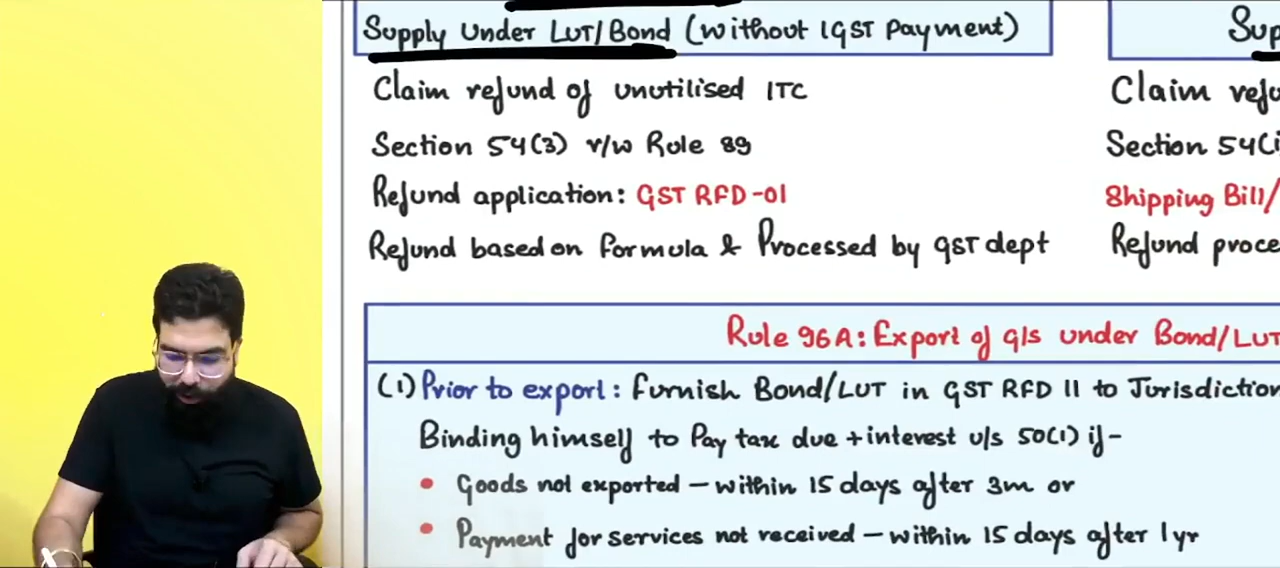 Supply Under LUT/Bond (without IGST Payment)
Claim refund of unutilised ITC
Section 54(3) r/w Rule 89
Refund application: GST RFD-01
Refund based on formula & Processed by GST dept
Sup
Claim refu
Section 54(i
Shipping Bill/
Refund proce
Rule 96A: Export of G/S under Bond/LUT
(1) Prior to export: Furnish Bond/LUT in GST RFD 11 to Jurisdiction
Binding himself to Pay tax due + interest u/s 50(1) if-
• Goods not exported – within 15 days after 3m or
• Payment for services not received – within 15 days after 1yr